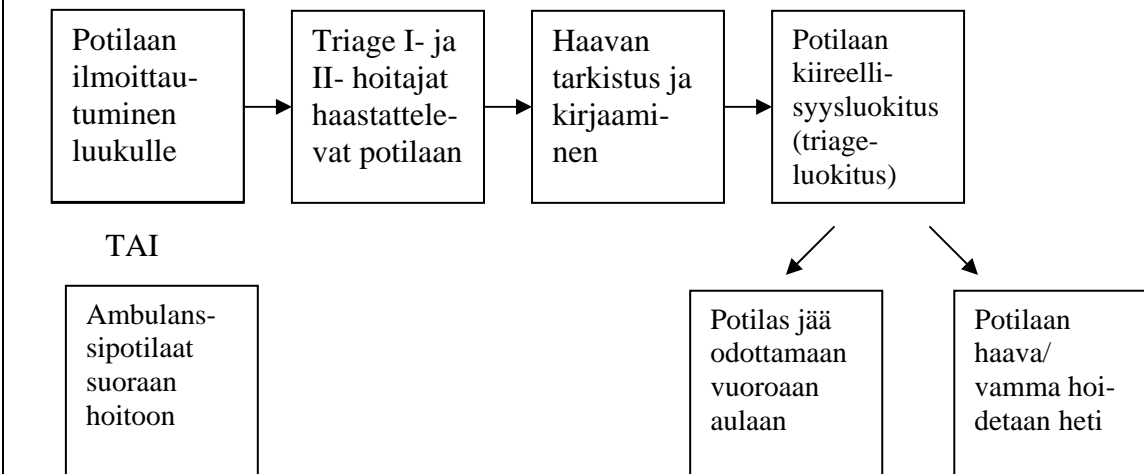 Potilaan
ilmoittau-
tuminen
luukulle
Triage I- ja
II- hoitajat
haastattele-
vat potilaan
Haavan
tarkistus ja
kirjaami-
nen
Potilaan
kiireelli-
syysluokitus
(triage-
luokitus)
TAI
Ambulans-
sipotilaat
suoraan
hoitoon
Potilas jää
odottamaan
vuoroaan
aulaan
Potilaan
haava/
vamma hoi-
detaan heti